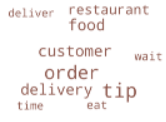 deliver restaurant
food
customer wait
order
delivery tip
time eat